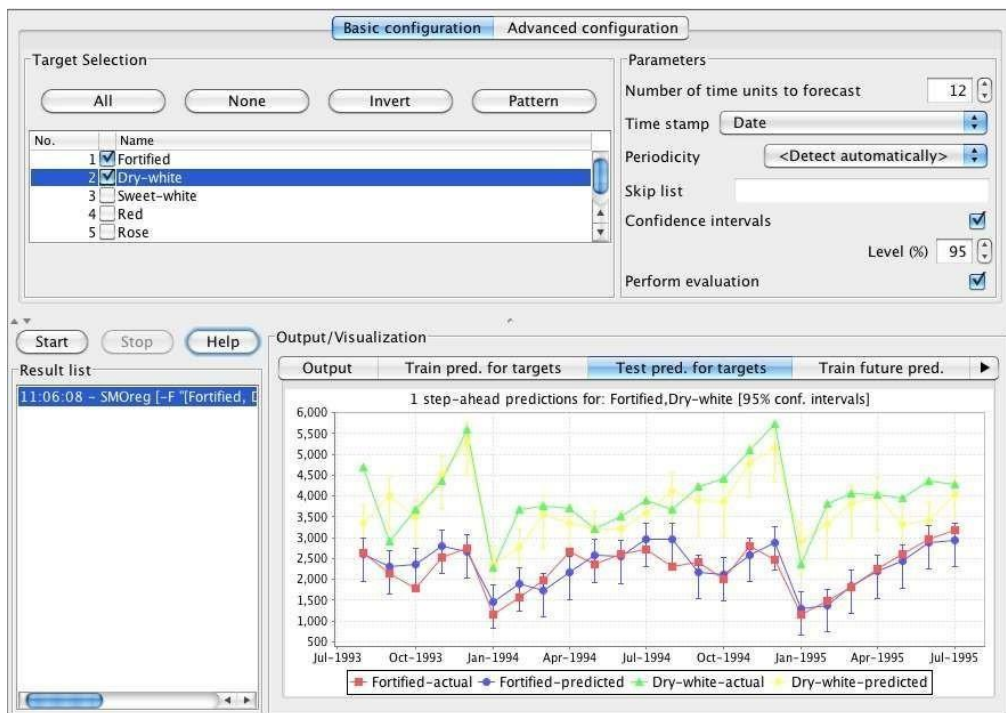 Basic configuration Advanced configuration
Target Selection
All None Invert Pattern
No. Name
1 Fortified
2 Dry-white
3 Sweet-white
4 Red
5 Rose
Parameters
Number of time units to forecast 12
Time stamp Date
Periodicity <Detect automatically>
Skip list
Confidence intervals
Level (%) 95
Perform evaluation
Start Stop Help
Result list
11:06:08 - SMOreg [-F "[Fortified,
Output/Visualization
Output Train pred. for targets Test pred. for targets Train future pred.
1 step-ahead predictions for: Fortified,Dry-white [95% conf. intervals]
6,000
5,500
5,000
4,500
4,000
3,500
3,000
2,500
2,000
1,500
1,000
500
Jul-1993 Oct-1993 Jan-1994 Apr-1994 Jul-1994 Oct-1994 Jan-1995 Apr-1995 Jul-1995
Fortified-actual Fortified-predicted Dry-white-actual Dry-white-predicted